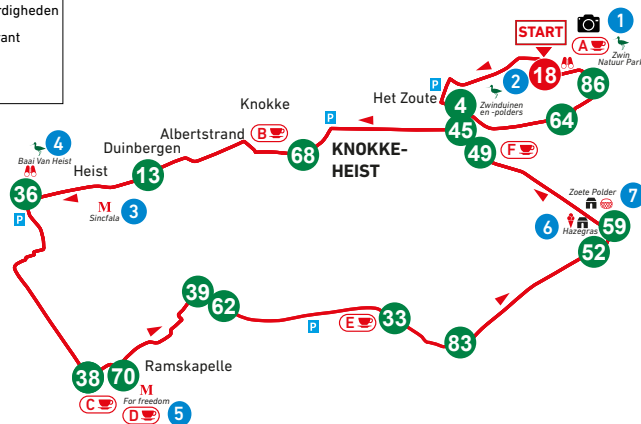 rdigheden
rant
START
18
A
1
Zwin
Natuur Park
86
P
2
Zwinduinen
en -polders
Het Zoute
4
64
Knokke
P
45
Albertstrand
B
68
KNOKKE-
HEIST
49
F
4
Baai Van Heist
Duinbergen
Heist
13
36
P
M
3
Sincfala
Zoete Polder
7
6
Hazegras
59
52
39
62
P
E
33
83
38
70
Ramskapelle
C
M
For freedom
D
5